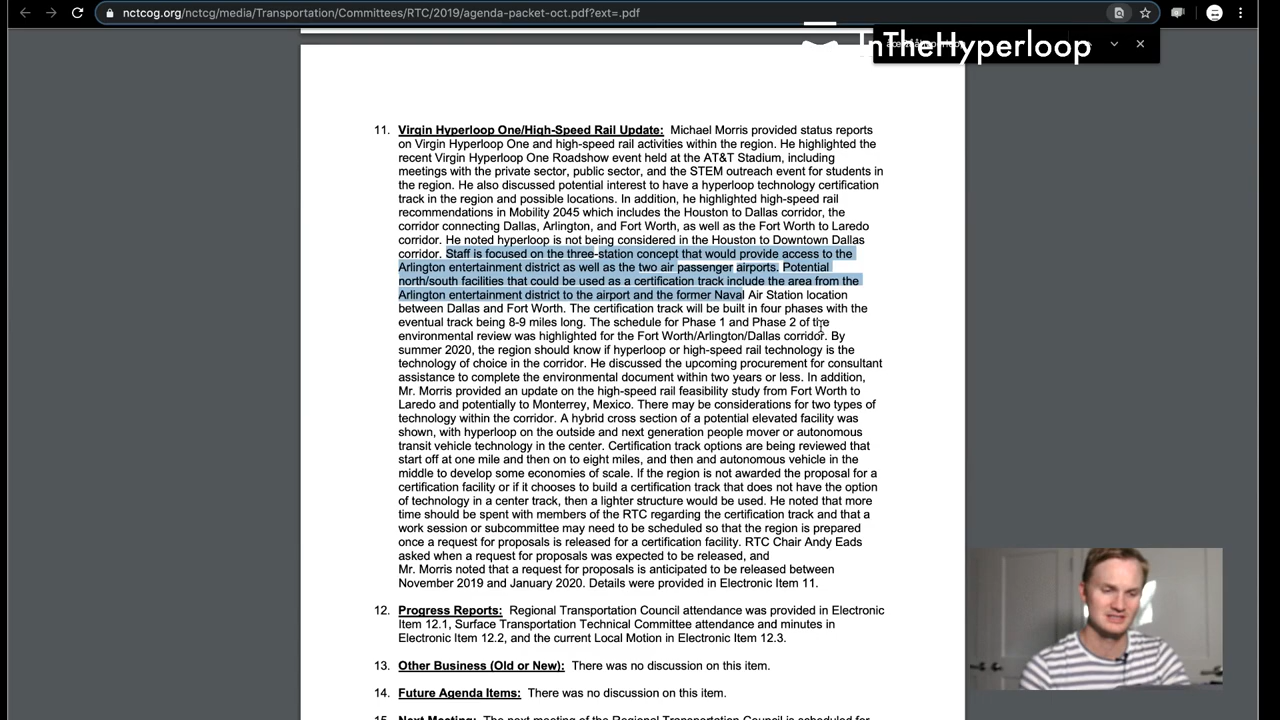 nctcog.org/nctcg/media/Transportation/Committees/RTC/2019/agenda-packet-oct.pdf?ext=.pdf
InTheHyperloop
11. Virgin Hyperloop One/High-Speed Rail Update: Michael Morris provided status reports
on Virgin Hyperloop One and high-speed rail activities within the region. He highlighted the
recent Virgin Hyperloop One Roadshow event held at the AT&T Stadium, including
meetings with the private sector, public sector, and the STEM outreach event for students in
the region. He also discussed potential interest to have a hyperloop technology certification
track in the region and possible locations. In addition, he highlighted high-speed rail
recommendations in Mobility 2045 which includes the Houston to Dallas corridor, the
corridor connecting Dallas, Arlington, and Fort Worth, as well as the Fort Worth to Laredo
corridor. He noted hyperloop is not being considered in the Houston to Downtown Dallas
corridor. Staff is focused on the three-station concept that would provide access to the
Arlington entertainment district as well as the two air passenger airports. Potential
north/south facilities that could be used as a certification track include the area from the
Arlington entertainment district to the airport and the former Naval Air Station location
between Dallas and Fort Worth. The certification track will be built in four phases with the
eventual track being 8-9 miles long. The schedule for Phase 1 and Phase 2 of the
environmental review was highlighted for the Fort Worth/Arlington/Dallas corridor. By
summer 2020, the region should know if hyperloop or high-speed rail technology is the
technology of choice in the corridor. He discussed the upcoming procurement for consultant
assistance to complete the environmental document within two years or less. In addition,
Mr. Morris provided an update on the high-speed rail feasibility study from Fort Worth to
Laredo and potentially to Monterrey, Mexico. There may be considerations for two types of
technology within the corridor. A hybrid cross section of a potential elevated facility was
shown, with hyperloop on the outside and next generation people mover or autonomous
transit vehicle technology in the center. Certification track options are being reviewed that
start off at one mile and then on to eight miles, and then and autonomous vehicle in the
middle to develop some economies of scale. If the region is not awarded the proposal for a
certification facility or if it chooses to build a certification track that does not have the option
of technology in a center track, then a lighter structure would be used. He noted that more
time should be spent with members of the RTC regarding the certification track and that a
work session or subcommittee may need to be scheduled so that the region is prepared
once a request for proposals is released for a certification facility. RTC Chair Andy Eads
asked when a request for proposals was expected to be released, and
Mr. Morris noted that a request for proposals is anticipated to be released between
November 2019 and January 2020. Details were provided in Electronic Item 11.
12. Progress Reports: Regional Transportation Council attendance was provided in Electronic
Item 12.1, Surface Transportation Technical Committee attendance and minutes in
Electronic Item 12.2, and the current Local Motion in Electronic Item 12.3.
13. Other Business (Old or New): There was no discussion on this item.
14. Future Agenda Items: There was no discussion on this item.
15. Next Meeting: The next meeting of the Regional Transportation Council is scheduled for